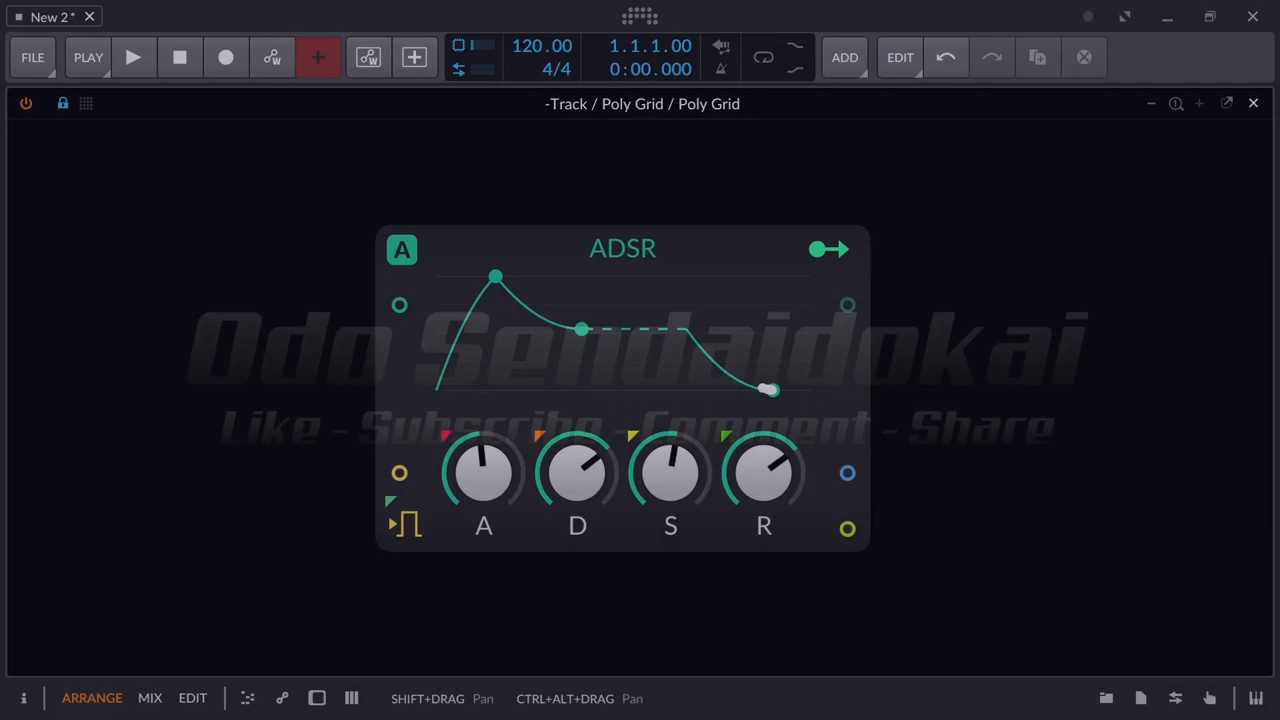 New 2*
FILE PLAY ADD EDIT
120.00 1.1.1.00
4/4 0:00.000
-Track / Poly Grid / Poly Grid
A ADSR
Odo Sendaidokai
Like - Subscribe - Comment - Share
A D S R
ARRANGE MIX EDIT SHIFT+DRAG Pan CTRL+ALT+DRAG Pan